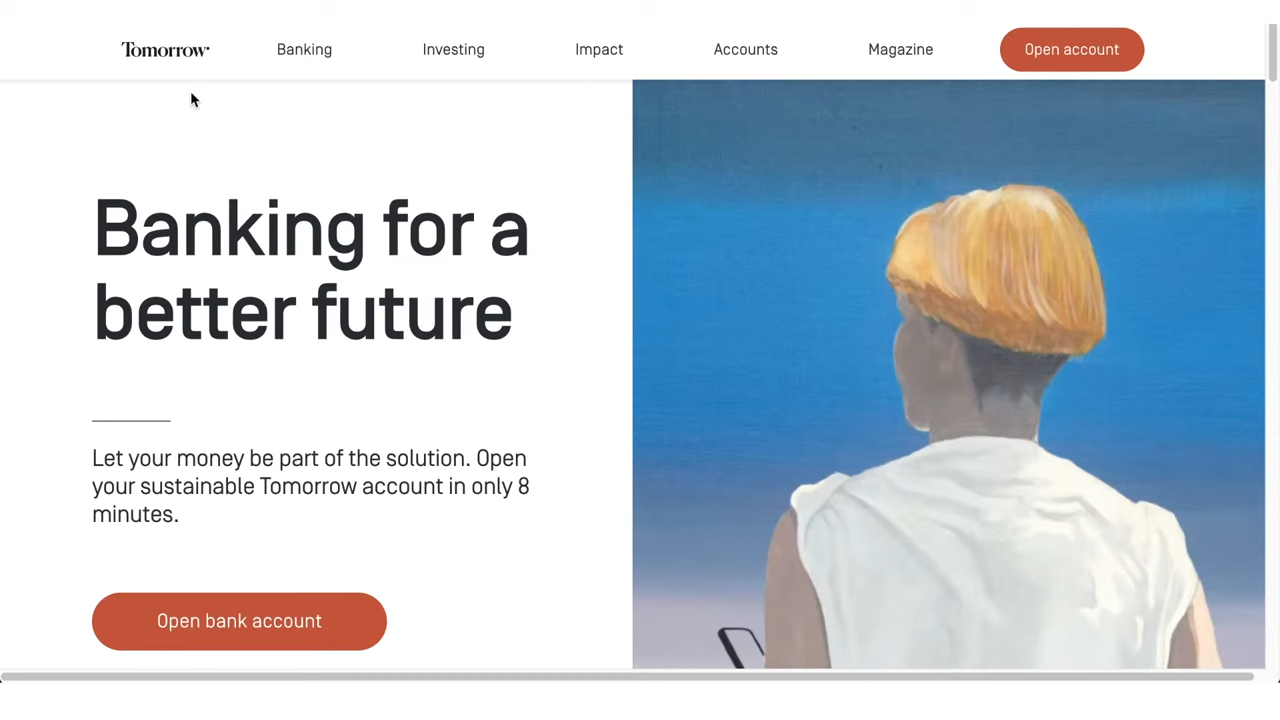 Tomorrow
Banking
Investing
Impact
Accounts
Magazine
Open account
Banking for a
better future
Let your money be part of the solution. Open
your sustainable Tomorrow account in only 8
minutes.
Open bank account